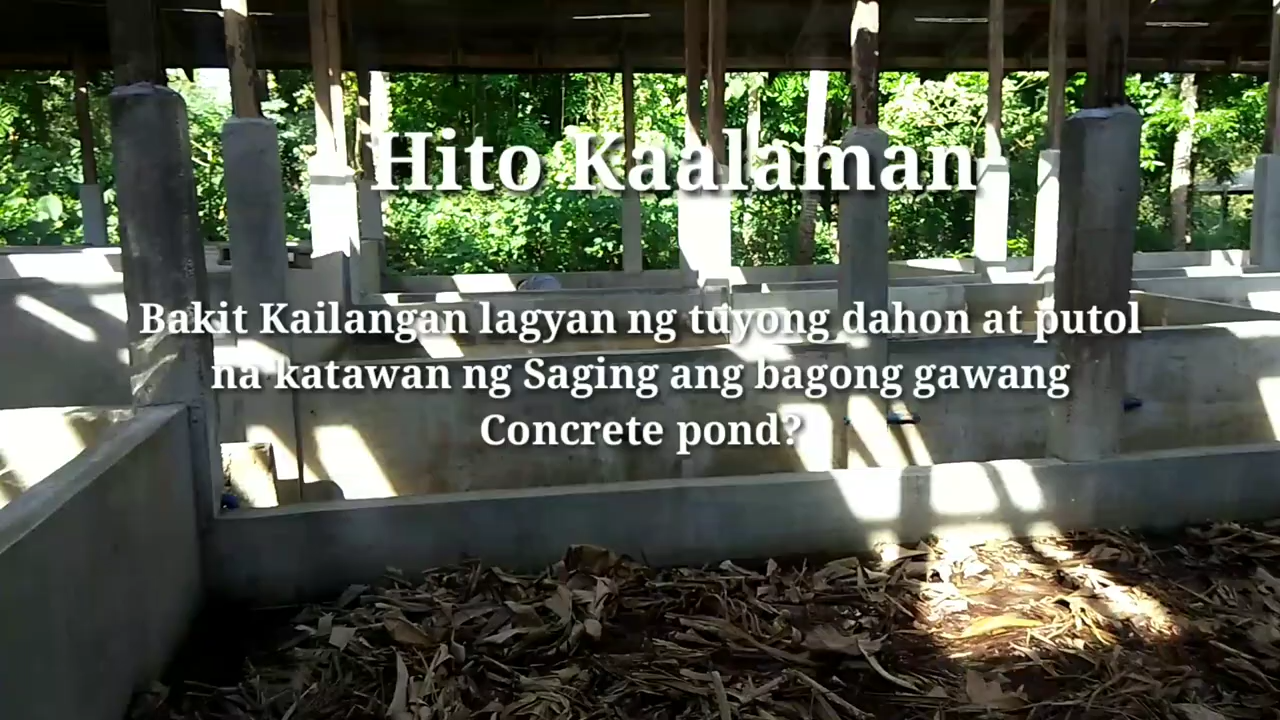 Hito Kaalaman
Bakit Kailangan lagyan ng tuyong dahon at putol
na katawan ng Saging ang bagong gawang
Concrete pond?